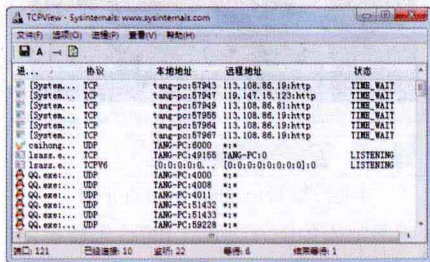 TCPView - Sysinternals: www.sysinternals.com
文件(F) 选项(O) 进程(P) 查看(V) 帮助(H)
A
进... 协议 本地地址 远程地址 状态
[System... TCP tang-pc:57943 113.108.86.19:http TIME_WAIT
[System... TCP tang-pc:57947 119.147.15.123:http TIME_WAIT
[System... TCP tang-pc:57949 113.108.86.81:http TIME_WAIT
[System... TCP tang-pc:57955 113.108.86.19:http TIME_WAIT
[System... TCP tang-pc:57964 113.108.86.19:http TIME_WAIT
[System... TCP tang-pc:57967 113.108.86.19:http TIME_WAIT
caihong... UDP TANG-PC:6000 *:*
lsass.e... TCP TANG-PC:49155 TANG-PC:0 LISTENING
lsass.e... TCPV6 [0:0:0:0:0... [0:0:0:0:0:0:0:0]:0 LISTENING
QQ.exe:... UDP TANG-PC:4000 *:*
QQ.exe:... UDP TANG-PC:4008 *:*
QQ.exe:... UDP TANG-PC:4011 *:*
QQ.exe:... UDP TANG-PC:51432 *:*
QQ.exe:... UDP TANG-PC:51433 *:*
QQ.exe:... UDP TANG-PC:59228 *:*
端口: 121 已经连接: 10 监听: 22 等待: 6 结束等待: 1